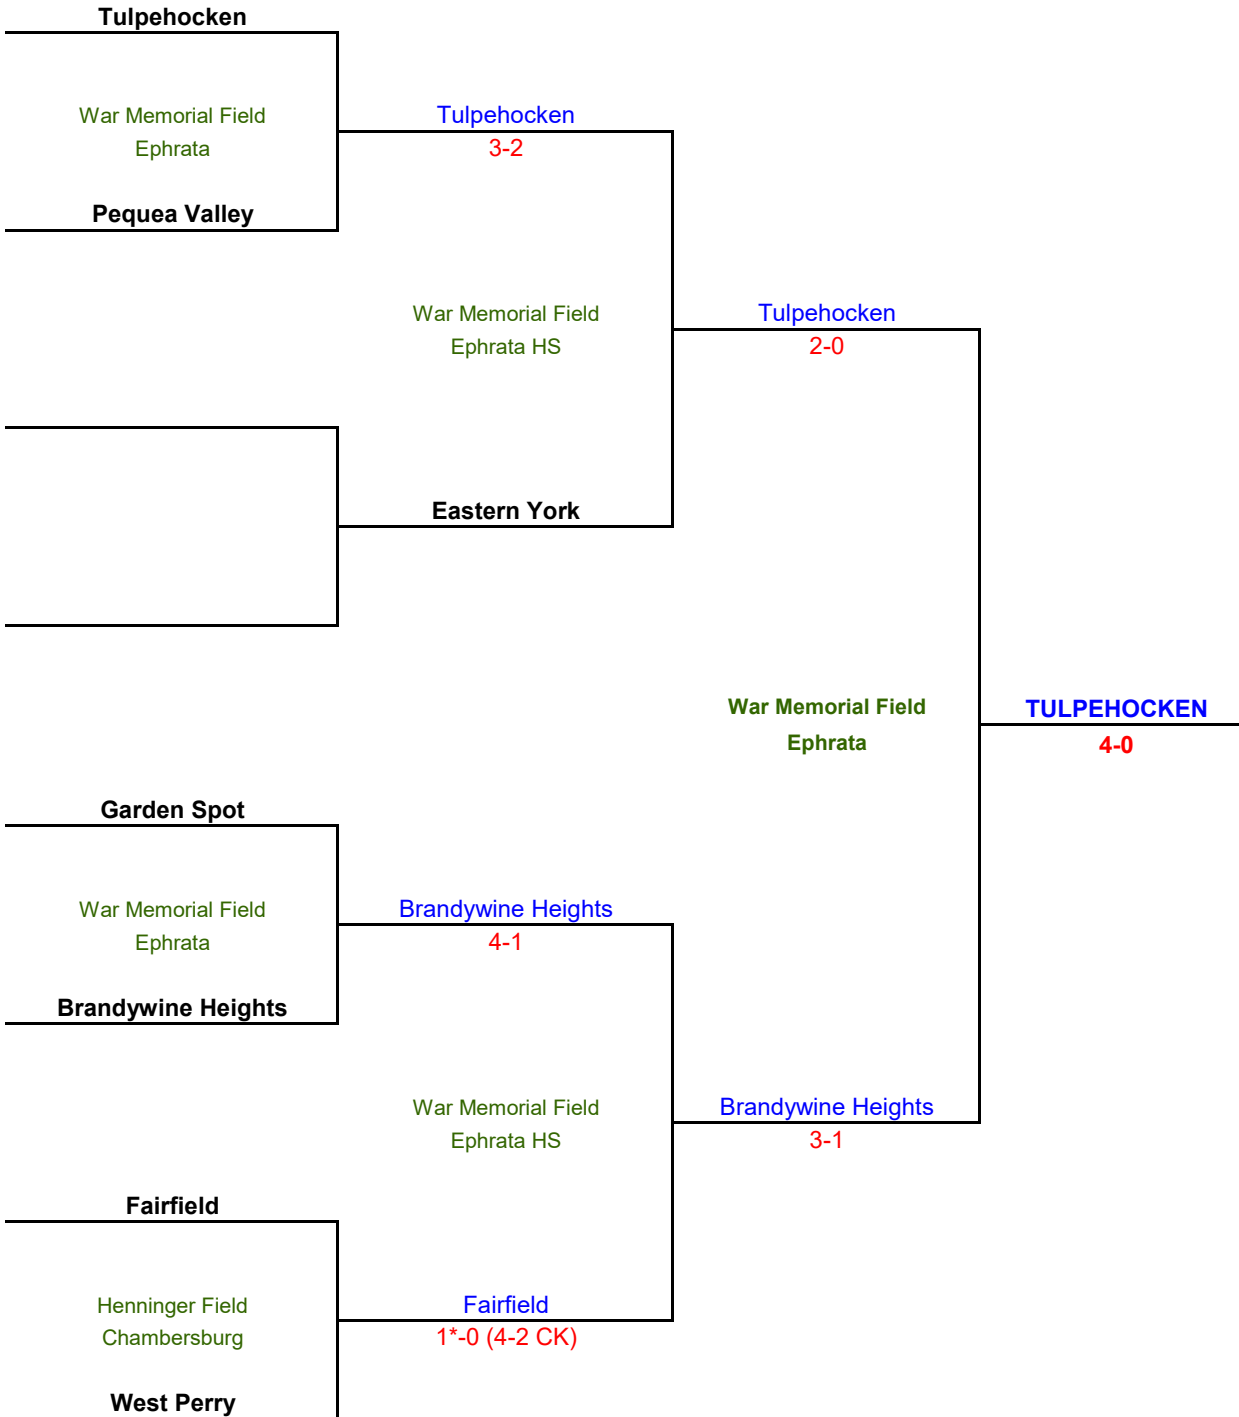 Tulpehocken
War Memorial Field
Ephrata
Tulpehocken
3-2
Pequea Valley
War Memorial Field
Ephrata HS
Tulpehocken
2-0
Eastern York
War Memorial Field
Ephrata
TULPEHOCKEN
4-0
Garden Spot
War Memorial Field
Ephrata
Brandywine Heights
4-1
Brandywine Heights
War Memorial Field
Ephrata HS
Brandywine Heights
3-1
Fairfield
Henninger Field
Chambersburg
Fairfield
1*-0 (4-2 CK)
West Perry